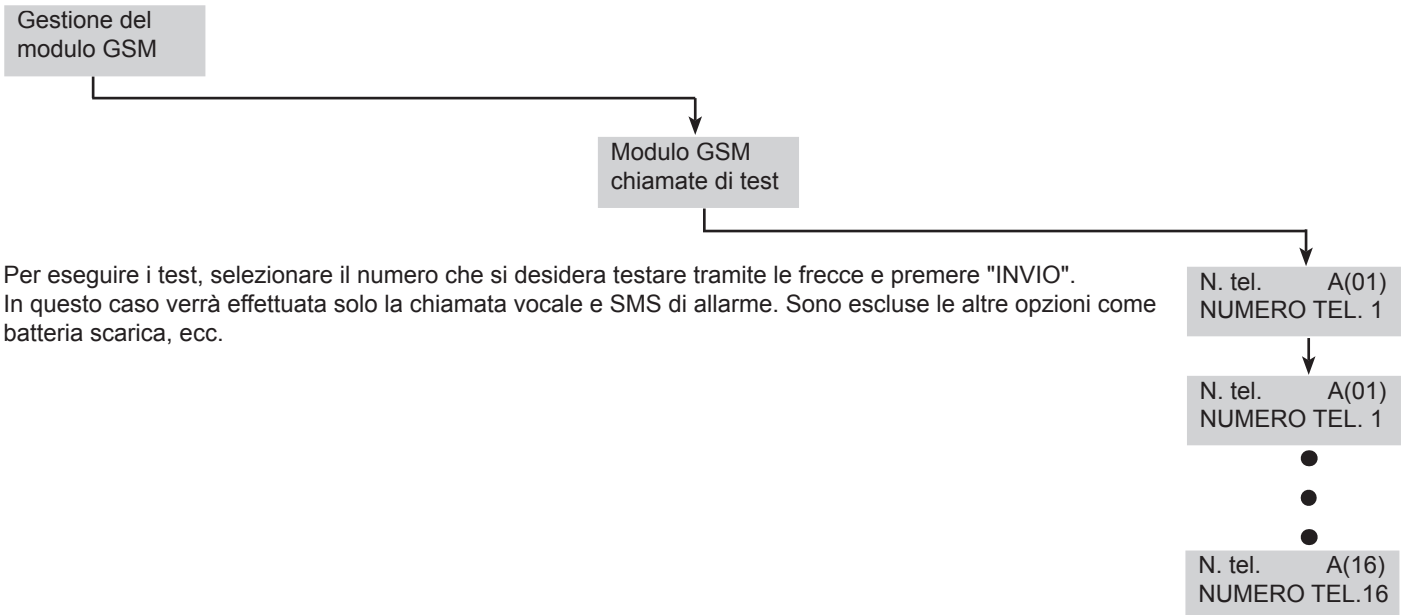 Gestione del
modulo GSM
Modulo GSM
chiamate di test
Per eseguire i test, selezionare il numero che si desidera testare tramite le frecce e premere "INVIO".
In questo caso verrà effettuata solo la chiamata vocale e SMS di allarme. Sono escluse le altre opzioni come
batteria scarica, ecc.
N. tel. A(01)
NUMERO TEL. 1
N. tel. A(01)
NUMERO TEL. 1
N. tel. A(16)
NUMERO TEL.16